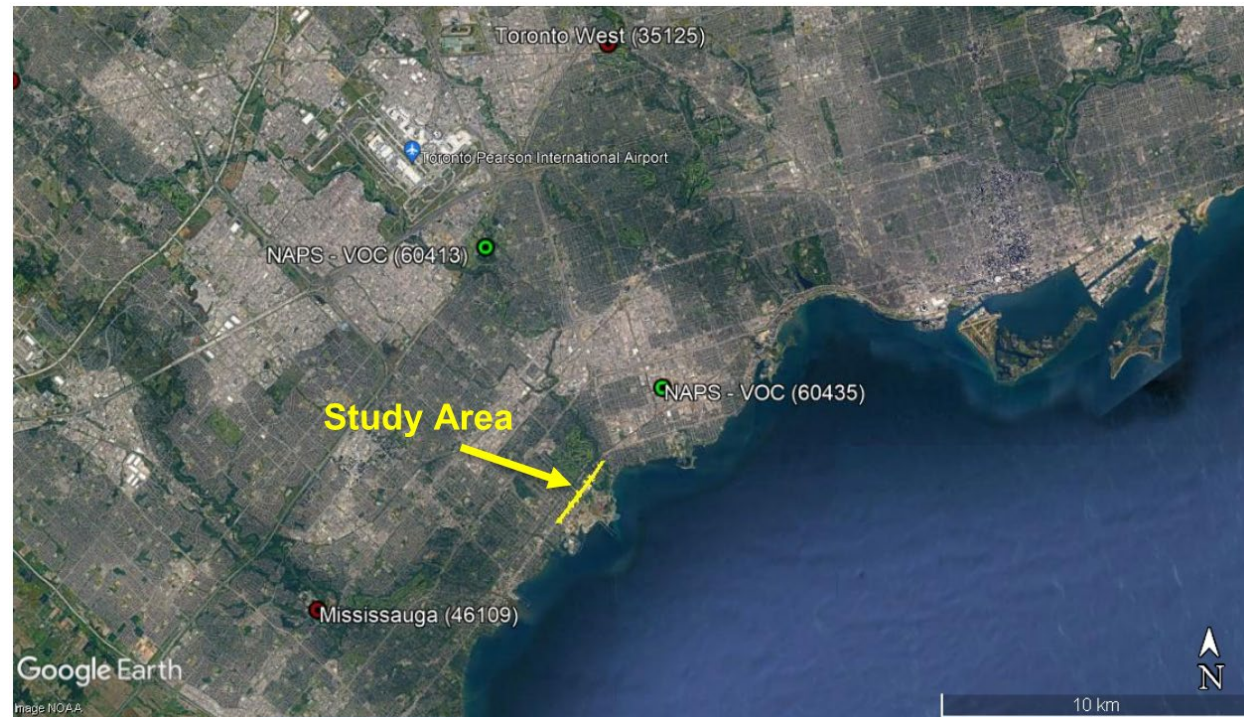 Toronto West (35125)
Toronto Pearson International Airport
NAPS - VOC (60413)
NAPS - VOC (60435)
Study Area
Mississauga (46109)
Google Earth
Image NOAA
N
10 km